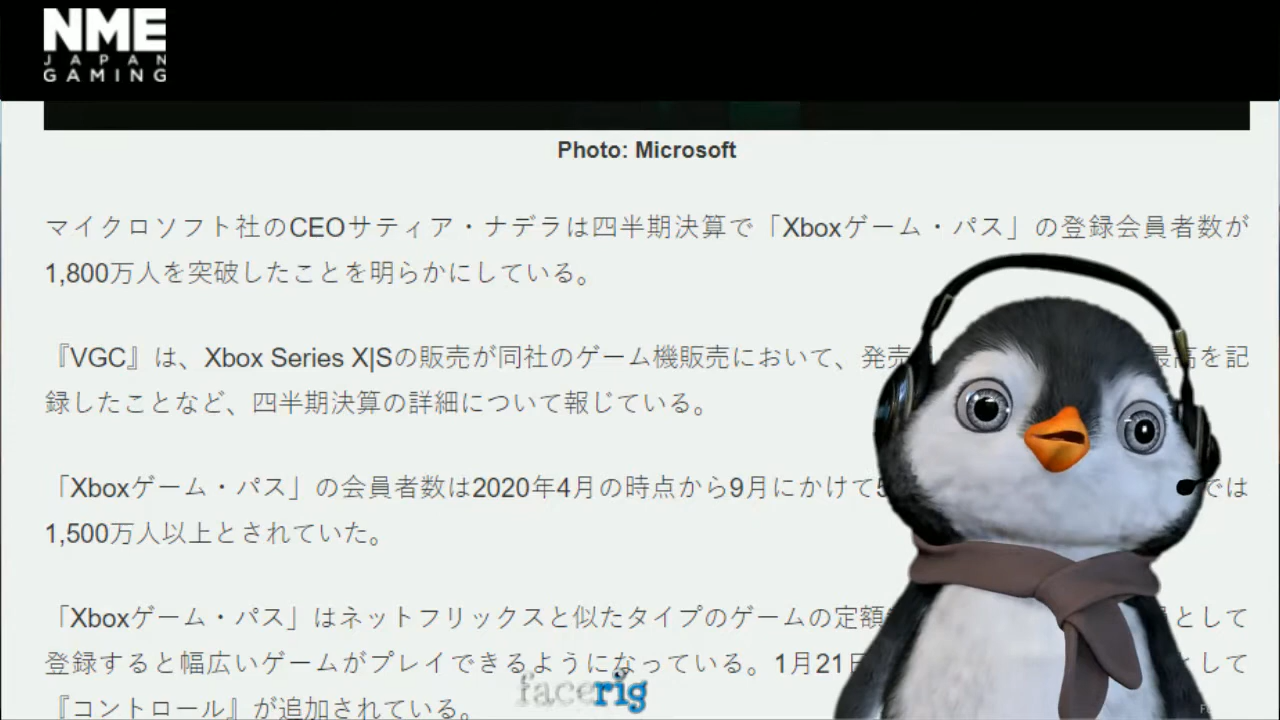 NME
JAPAN
GAMING
Photo: Microsoft
マイクロソフト社のCEOサティア・ナデラは四半期決算で「Xboxゲーム・パス」の登録会員者数が
1,800万人を突破したことを明らかにしている。
『VGC』は、Xbox Series X|Sの販売が同社のゲーム機販売において、発売 最高を記
録したことなど、四半期決算の詳細について報じている。
「Xboxゲーム・パス」の会員者数は2020年4月の時点から9月にかけて では
1,500万人以上とされていた。
「Xboxゲーム・パス」はネットフリックスと似たタイプのゲームの定額 として
登録すると幅広いゲームがプレイできるようになっている。1月21日 として
『コントロール』が追加されている。
facerig